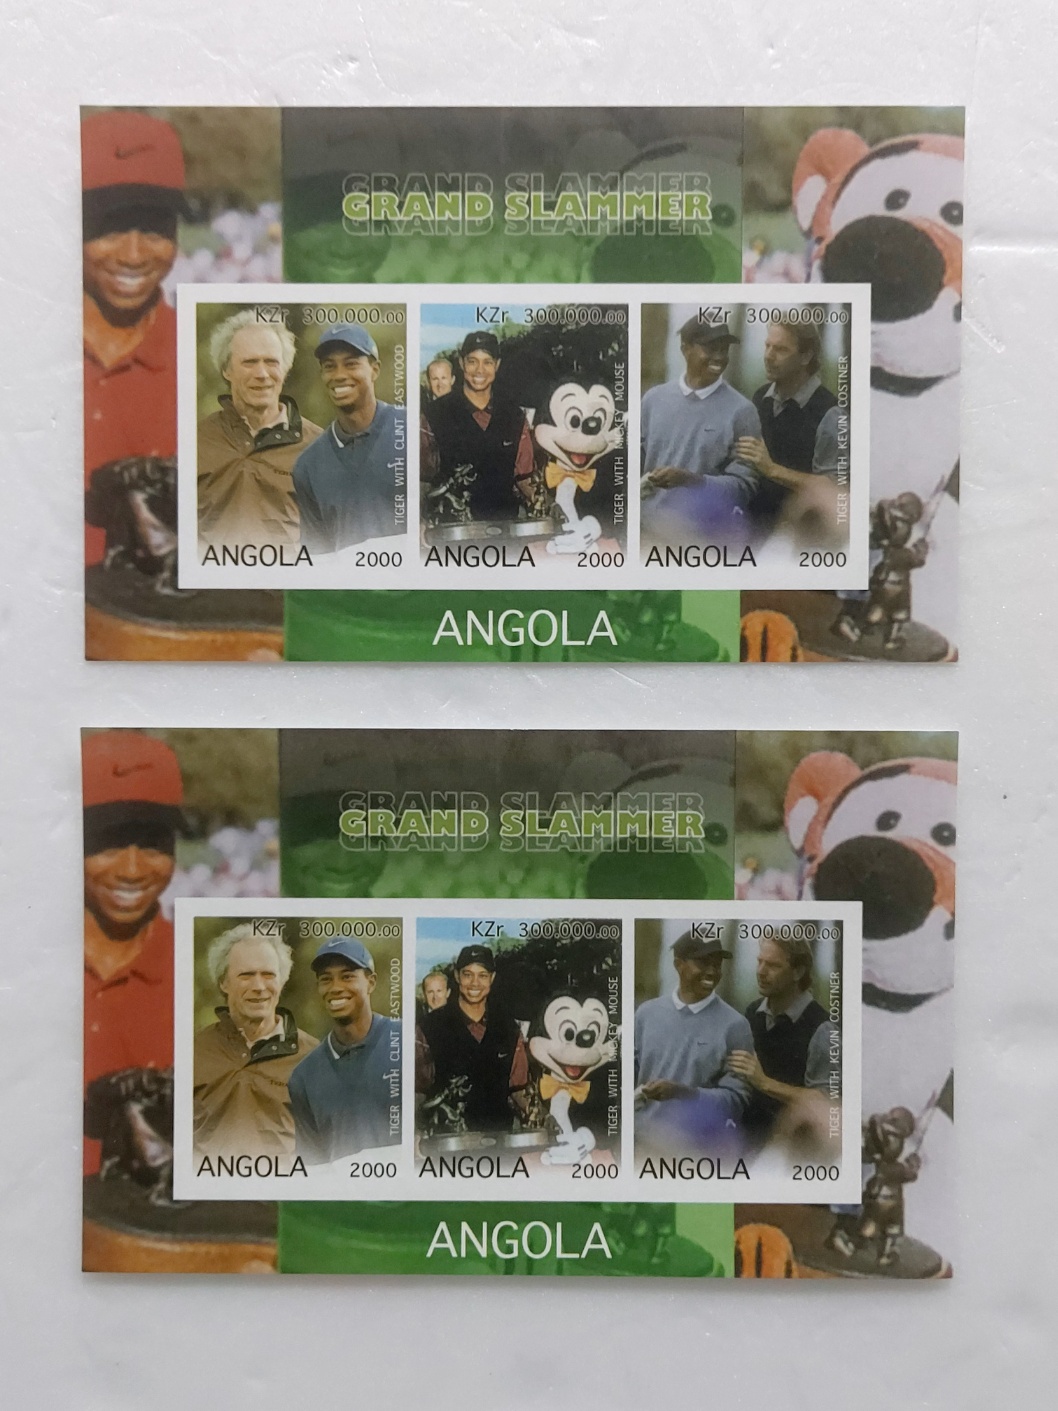 GRAND SLAMMER
KZr 300.000.00
TIGER WITH CLINT EASTWOOD
ANGOLA 2000
KZr 300.000.00
TIGER WITH MICKEY MOUSE
ANGOLA 2000
KZr 300.000.00
TIGER WITH KEVIN COSTNER
ANGOLA 2000
ANGOLA
GRAND SLAMMER
KZr 300.000.00
TIGER WITH CLINT EASTWOOD
ANGOLA 2000
KZr 300.000.00
TIGER WITH MICKEY MOUSE
ANGOLA 2000
KZr 300.000.00
TIGER WITH KEVIN COSTNER
ANGOLA 2000
ANGOLA